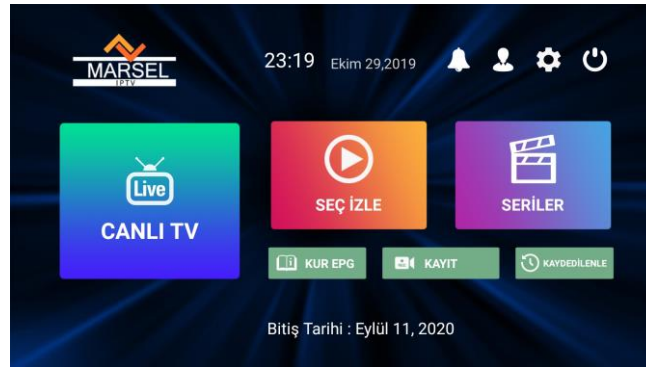 MARSEL
IPTV
23:19 Ekim 29,2019
Live
CANLI TV
SEÇ İZLE
SERİLER
KUR EPG
KAYIT
KAYDEDİLENLE
Bitiş Tarihi : Eylül 11, 2020